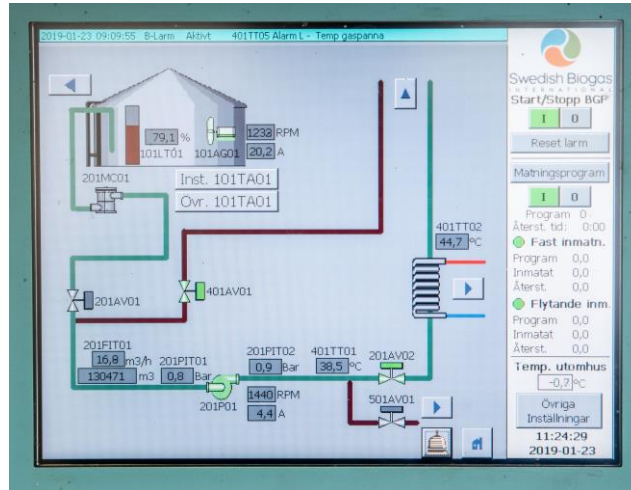 2019-01-23 09:09:55 B-Larm Aktivt 401TT05 Alarm L - Temp gaspanna
Swedish Biogas
INTERNATIONAL
Start/Stopp BGP
I 0
Reset larm
Matningsprogram
I 0
Program 0
Återst. tid: 0:00
Fast inmatn.
Program 0,0
Inmatat 0,0
Återst. 0,0
Flytande inm.
Program 0,0
Inmatat 0,0
Återst. 0,0
Temp. utomhus
-0,7 ºC
Övriga
Inställningar
11:24:29
2019-01-23
79,1 %
101LT01
101AG01
1233 RPM
20,2 A
201MC01
Inst. 101TA01
Övr. 101TA01
401TT02
44,7 ºC
201AV01
401AV01
201FIT01
16,8 m3/h
130471 m3
201PIT01
0,8 Bar
201PIT02
0,9 Bar
401TT01
38,5 ºC
201AV02
201P01
1440 RPM
4,4 A
501AV01